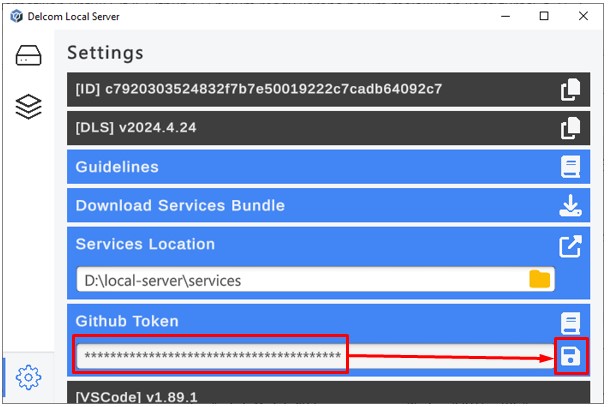 Delcom Local Server
Settings
[ID] c7920303524832f7b7e50019222c7cadb64092c7
[DLS] v2024.4.24
Guidelines
Download Services Bundle
Services Location
D:\local-server\services
Github Token
****************************************
[VSCode] v1.89.1